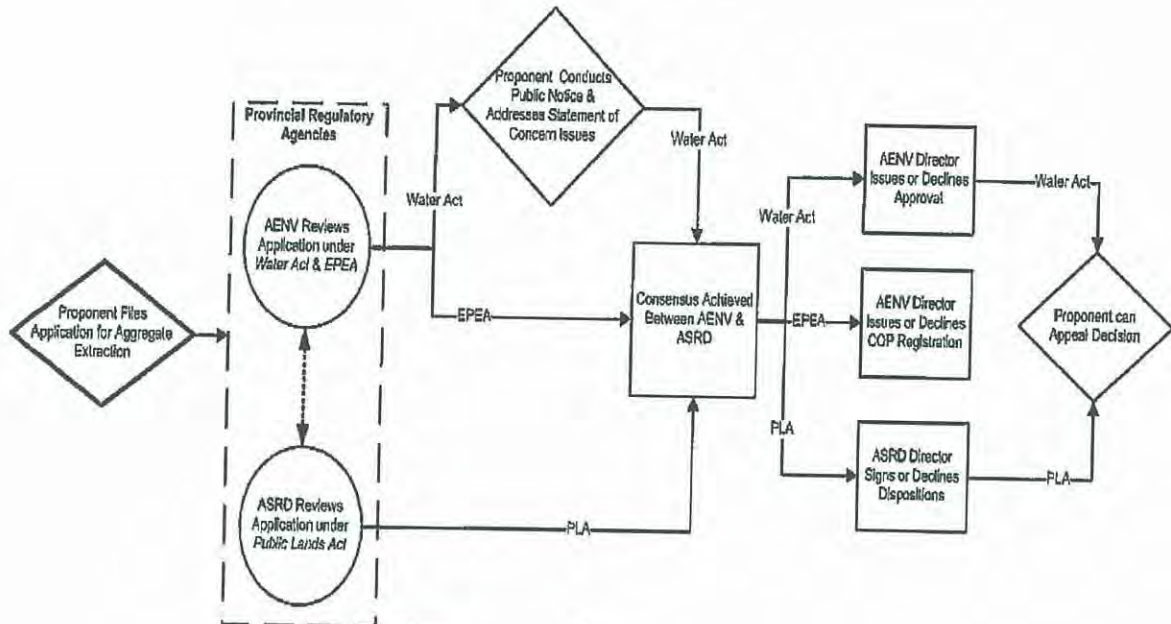 Proponent Files
Application for Aggregate
Extraction
Provincial Regulatory
Agencies
AENV Reviews
Application under
Water Act & EPEA
ASRD Reviews
Application under
Public Lands Act
Water Act
EPEA
PLA
Proponent Conducts
Public Notice &
Addresses Statement of
Concern Issues
Water Act
Consensus Achieved
Between AENV &
ASRD
Water Act
EPEA
PLA
AENV Director
Issues or Declines
Approval
AENV Director
Issues or Declines
COP Registration
ASRD Director
Signs or Declines
Dispositions
Water Act
PLA
Proponent can
Appeal Decision